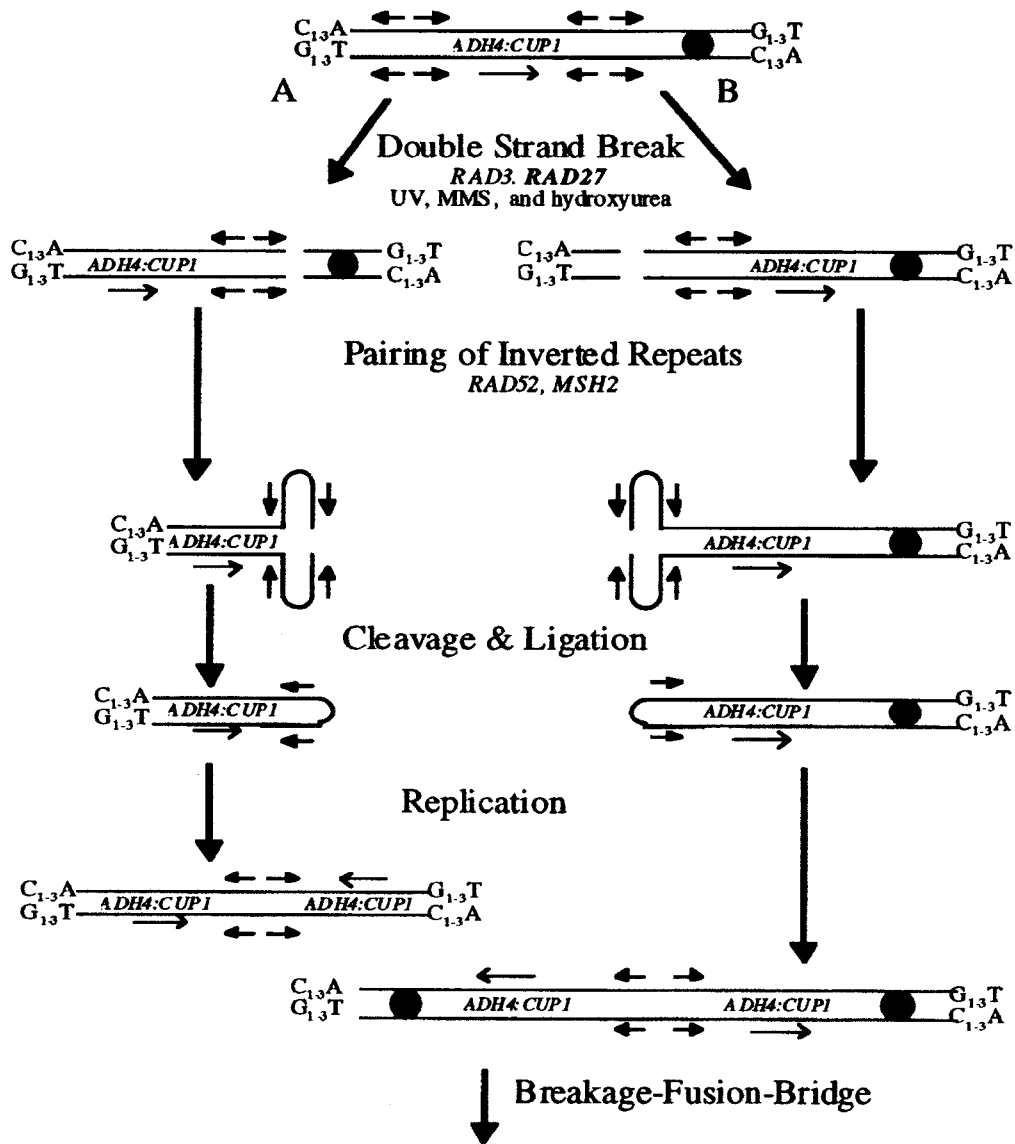 C1-3A G1-3T
G1-3T ADH4:CUP1 C1-3A
A B
Double Strand Break
RAD3. RAD27
UV, MMS, and hydroxyurea
C1-3A G1-3T C1-3A G1-3T
G1-3T ADH4:CUP1 C1-3A G1-3T ADH4:CUP1 C1-3A
Pairing of Inverted Repeats
RAD52, MSH2
C1-3A G1-3T
G1-3T ADH4:CUP1 ADH4:CUP1 C1-3A
Cleavage & Ligation
C1-3A G1-3T
G1-3T ADH4:CUP1 ADH4:CUP1 C1-3A
Replication
C1-3A G1-3T
G1-3T ADH4:CUP1 ADH4:CUP1 C1-3A
C1-3A G1-3T
G1-3T ADH4:CUP1 ADH4:CUP1 C1-3A
Breakage-Fusion-Bridge